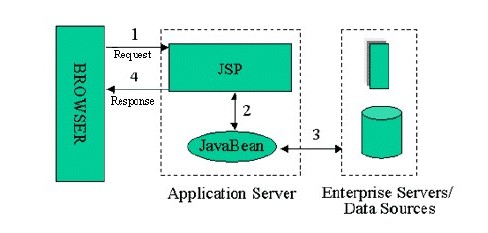 1
Request
4
Response
BROWSER
JSP
2
JavaBean
3
Application Server
Enterprise Servers/
Data Sources